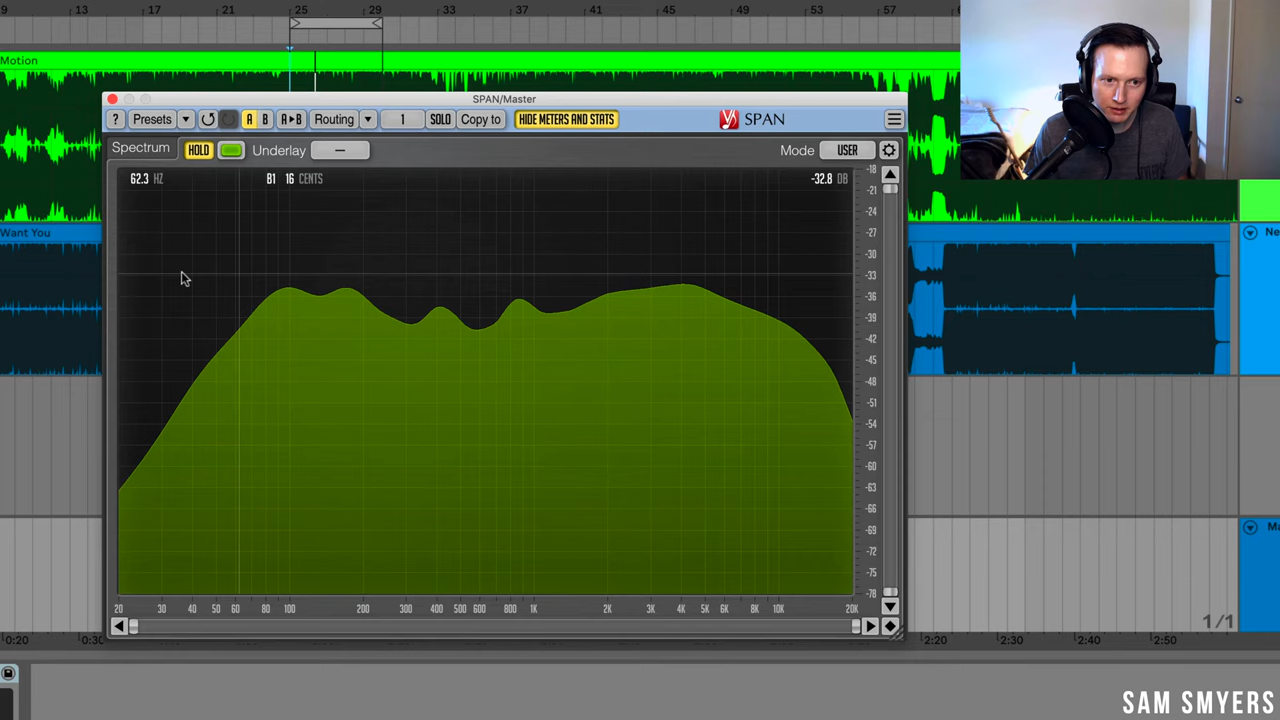 9 13 17 21 25 29 33 37 41 45 49 53 57
Motion
SPAN/Master
? Presets A B A▸B Routing 1 SOLO Copy to HIDE METERS AND STATS SPAN
Spectrum HOLD Underlay — Mode USER
62.3 HZ B1 16 CENTS -32.8 DB
-18
-21
-24
-27
-30
-33
-36
-39
-42
-45
-48
-51
-54
-57
-60
-63
-66
-69
-72
-75
-78
Want You
Ne
Ma
20 30 40 50 60 80 100 200 300 400 500 600 800 1K 2K 3K 4K 5K 6K 8K 10K 20K
1/1
0:20 0:30 2:20 2:30 2:40 2:50
SAM SMYERS